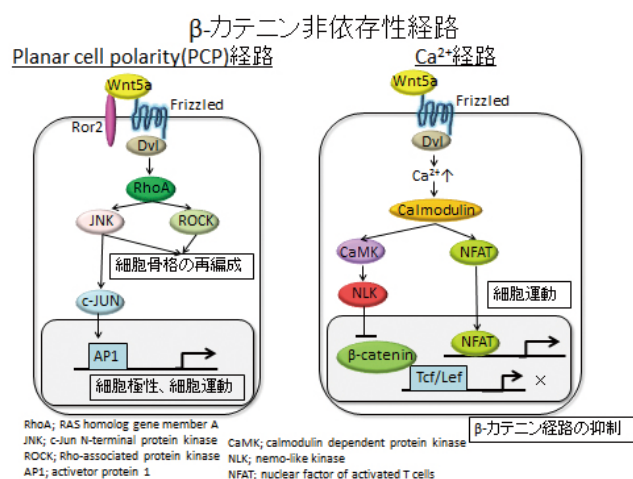 β-カテニン非依存性経路
Planar cell polarity(PCP)経路
Wnt5a
Frizzled
Ror2
Dvl
RhoA
JNK
ROCK
細胞骨格の再編成
c-JUN
AP1
細胞極性、細胞運動
Ca²⁺経路
Wnt5a
Frizzled
Dvl
Ca²⁺↑
Calmodulin
CaMK
NFAT
NLK
細胞運動
β-catenin
NFAT
Tcf/Lef
×
β-カテニン経路の抑制
RhoA; RAS homolog gene member A
JNK; c-Jun N-terminal protein kinase
ROCK; Rho-associated protein kinase
AP1; activetor protein 1
CaMK; calmodulin dependent protein kinase
NLK; nemo-like kinase
NFAT; nuclear factor of activated T cells